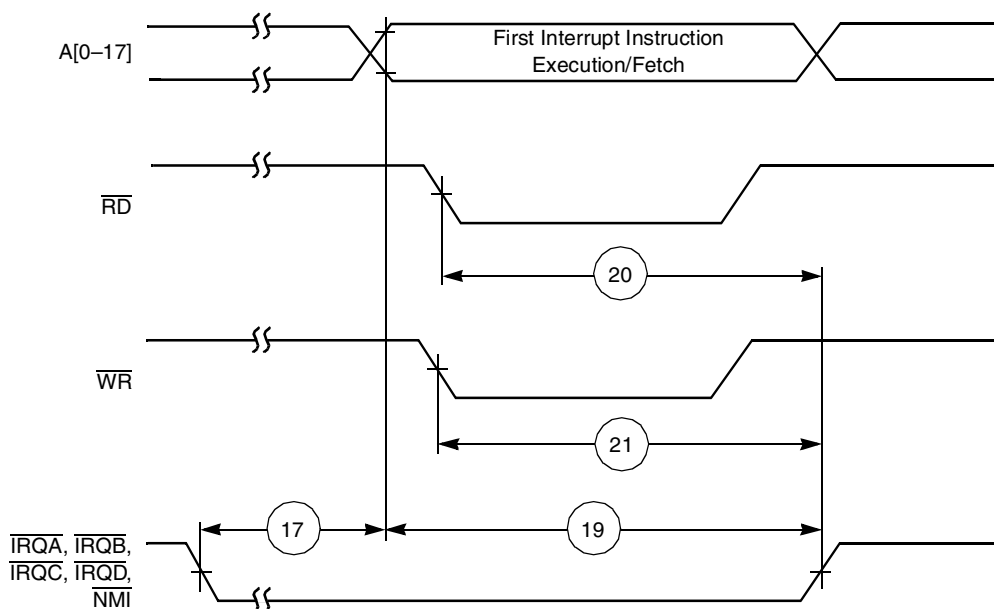 A[0–17]
First Interrupt Instruction
Execution/Fetch
RD
20
WR
21
17
19
IRQA, IRQB,
IRQC, IRQD,
NMI